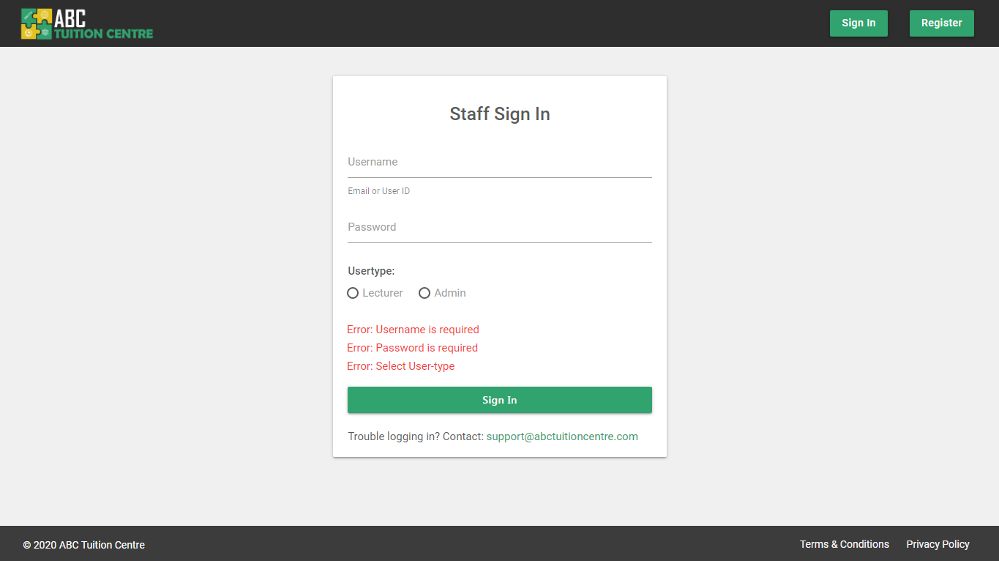 ABC
TUITION CENTRE
Sign In
Register
Staff Sign In
Username
Email or User ID
Password
Usertype:
Lecturer Admin
Error: Username is required
Error: Password is required
Error: Select User-type
Sign In
Trouble logging in? Contact: support@abctuitioncentre.com
© 2020 ABC Tuition Centre
Terms & Conditions
Privacy Policy